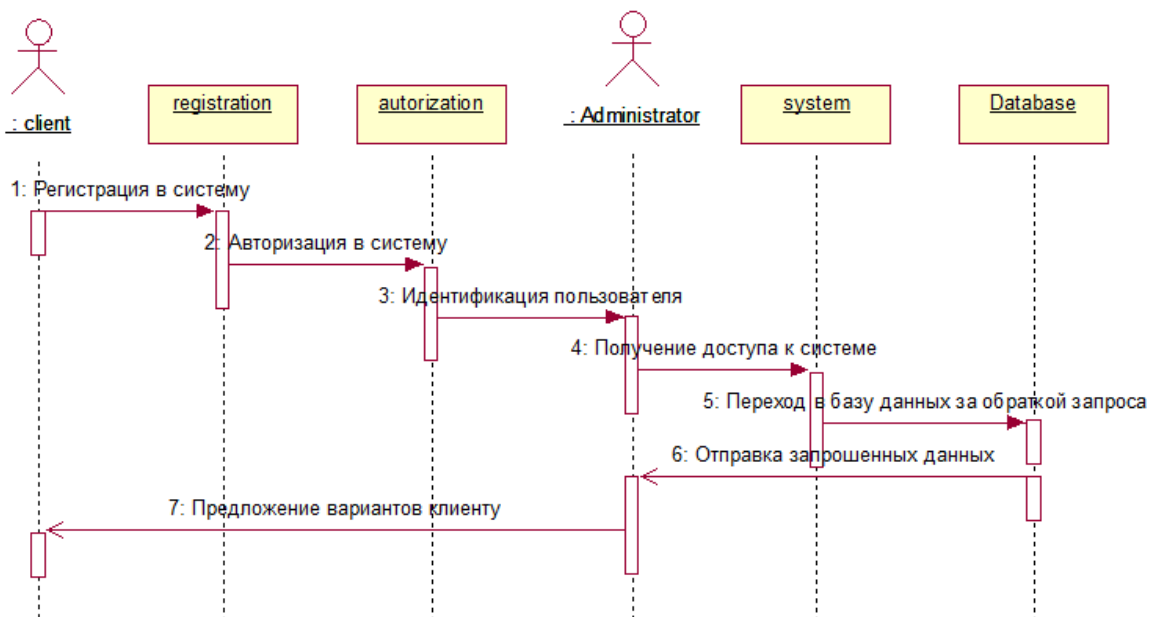 : client
registration
autorization
: Administrator
system
Database
1: Регистрация в систему
2: Авторизация в систему
3: Идентификация пользователя
4: Получение доступа к системе
5: Переход в базу данных за обраткой запроса
6: Отправка запрошенных данных
7: Предложение вариантов клиенту